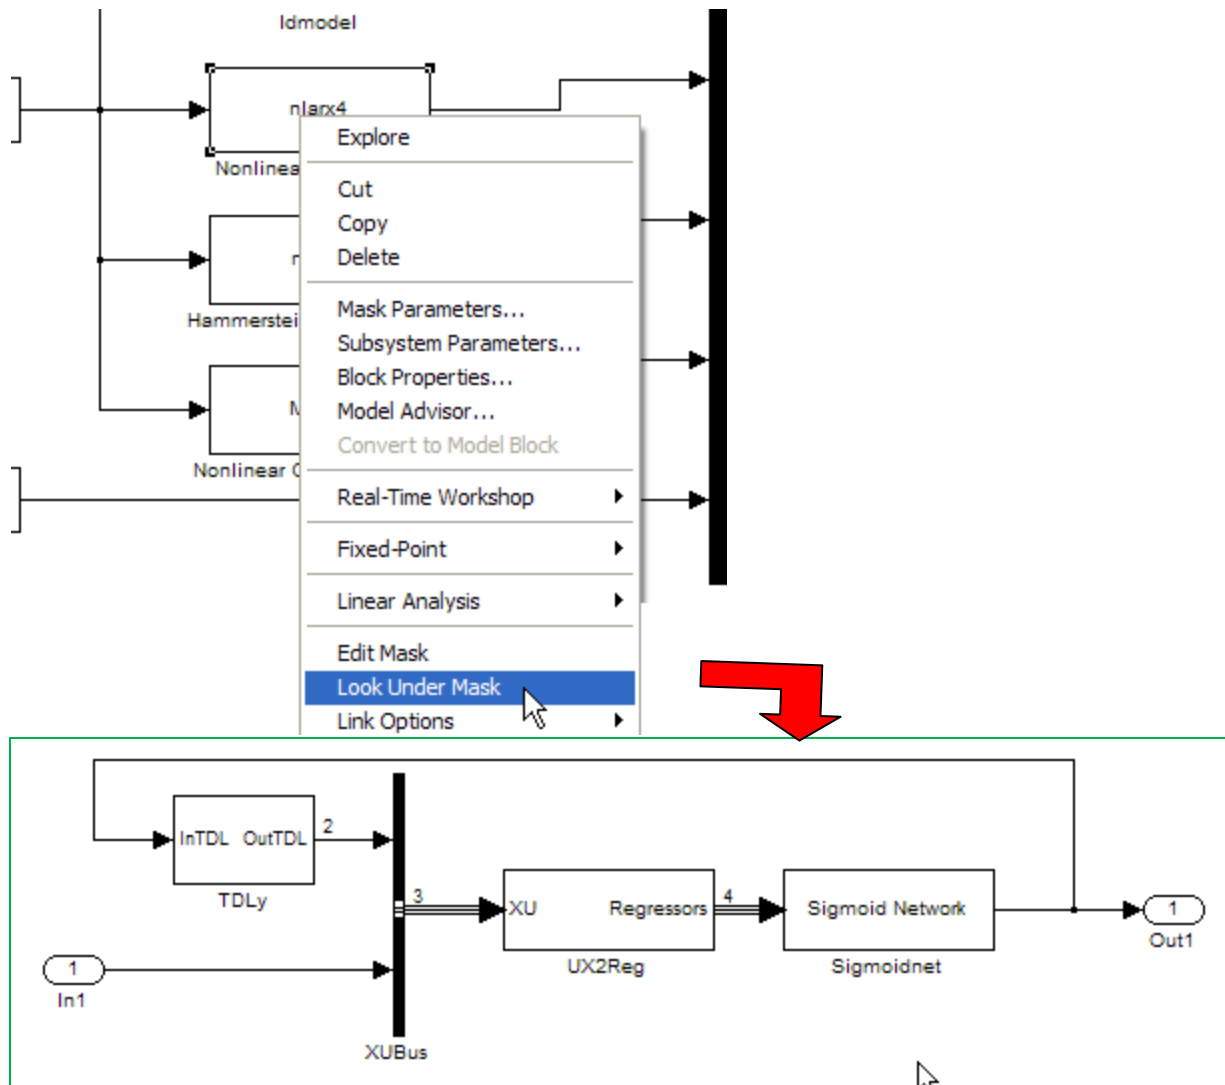 Idmodel
nlarx4
Nonlinea
Hammerstei
Nonlinear
Explore
Cut
Copy
Delete
Mask Parameters...
Subsystem Parameters...
Block Properties...
Model Advisor...
Convert to Model Block
Real-Time Workshop
Fixed-Point
Linear Analysis
Edit Mask
Look Under Mask
Link Options
InTDL OutTDL
2
TDLy
3
XU Regressors
4
Sigmoid Network
1
Out1
UX2Reg
Sigmoidnet
1
In1
XUBus